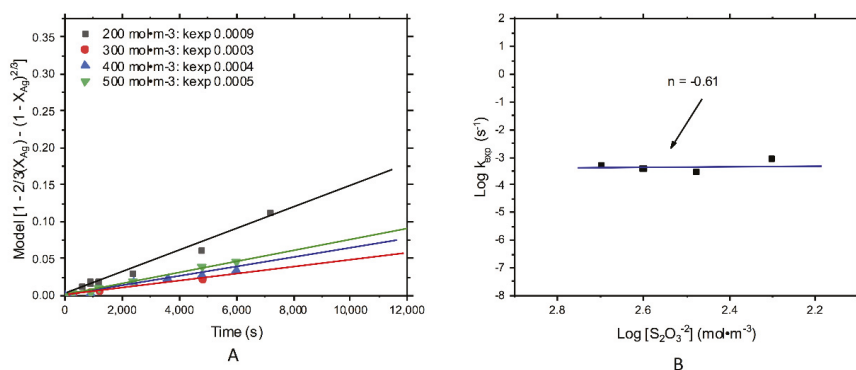 0.35
0.30
0.25
0.20
0.15
0.10
0.05
0.00
Model [1 - 2/3(X_Ag) - (1 - X_Ag)^2/3]
200 mol•m-3: kexp 0.0009
300 mol•m-3: kexp 0.0003
400 mol•m-3: kexp 0.0004
500 mol•m-3: kexp 0.0005
0
2,000
4,000
6,000
8,000
10,000
12,000
Time (s)
A
2
1
0
-1
-2
-3
-4
-5
-6
-7
-8
Log k_exp (s^-1)
n = -0.61
2.8
2.6
2.4
2.2
Log [S₂O₃⁻²] (mol•m⁻³)
B